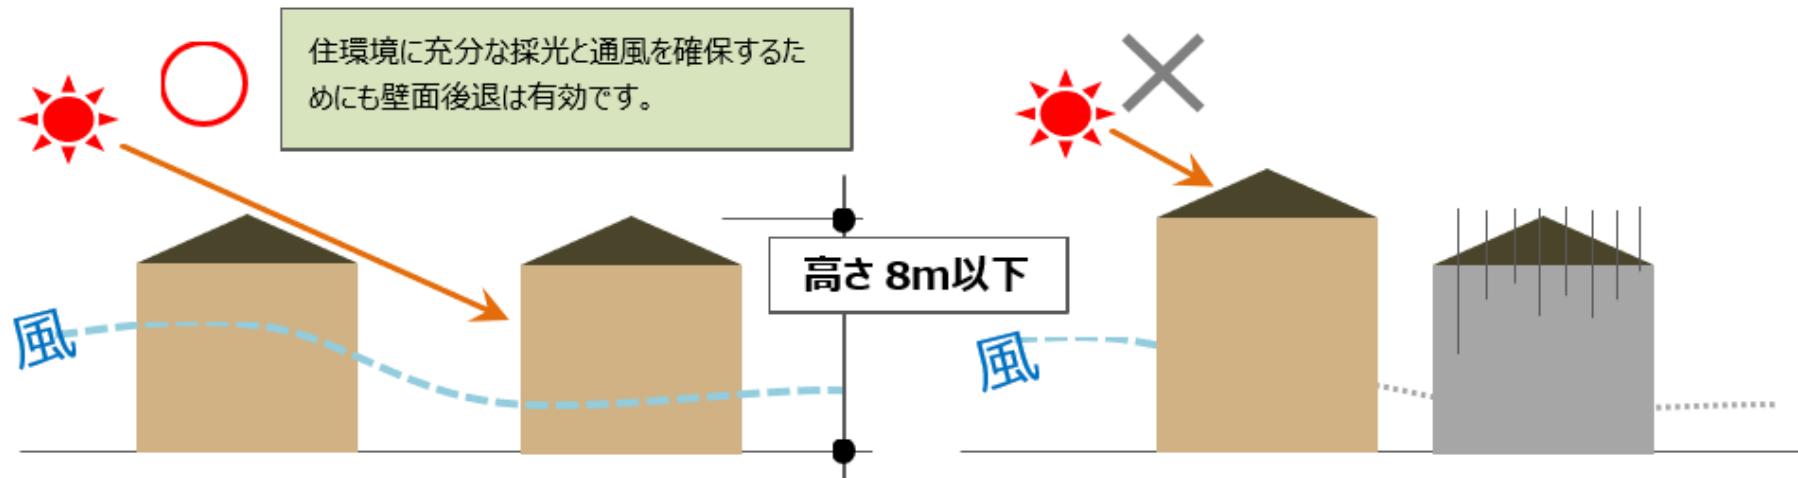 住環境に充分な採光と通風を確保するた
めにも壁面後退は有効です。
高さ 8m以下
風
風